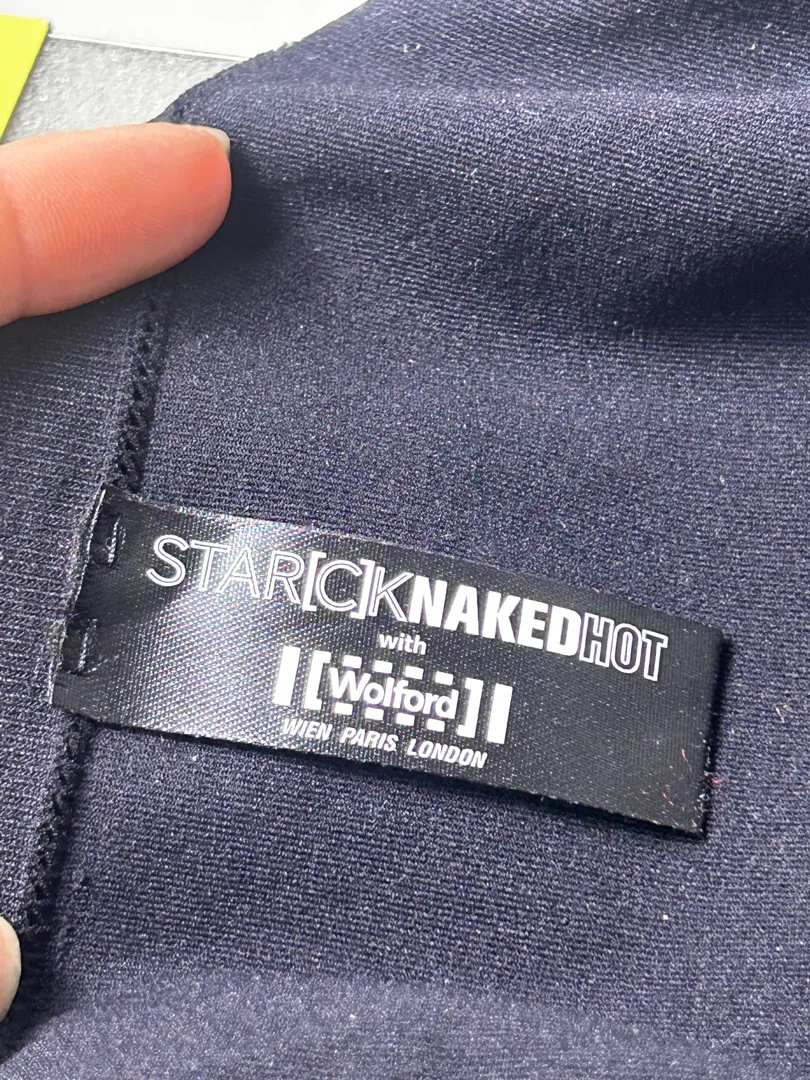 STAR[C]KNAKEDHOT
with
[Wolford]
WIEN PARIS LONDON